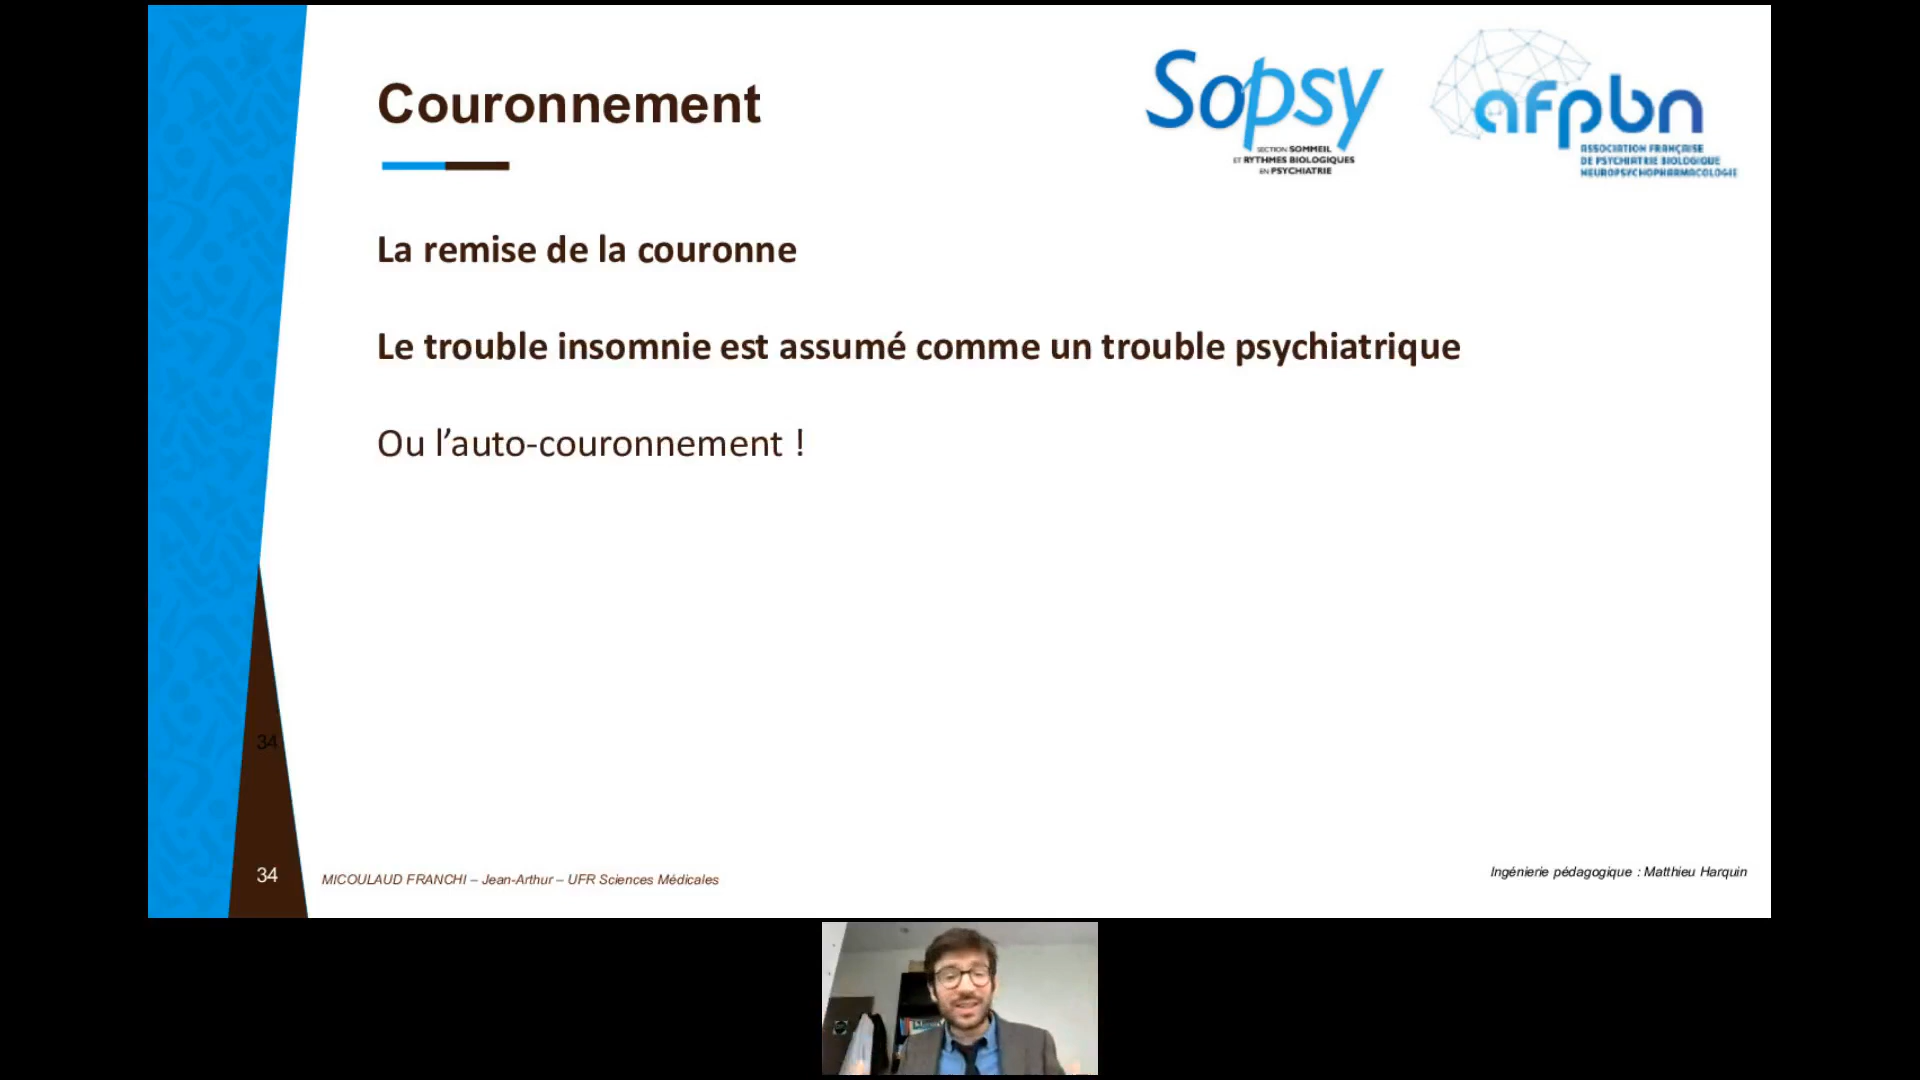 Couronnement
Sopsy
SECTION SOMMEIL
ET RYTHMES BIOLOGIQUES
EN PSYCHIATRIE
afpbn
ASSOCIATION FRANÇAISE
DE PSYCHIATRIE BIOLOGIQUE
NEUROPSYCHOPHARMACOLOGIE
La remise de la couronne
Le trouble insomnie est assumé comme un trouble psychiatrique
Ou l’auto-couronnement !
34
34
MICOULAUD FRANCHI – Jean-Arthur – UFR Sciences Médicales
Ingénierie pédagogique : Matthieu Harquin